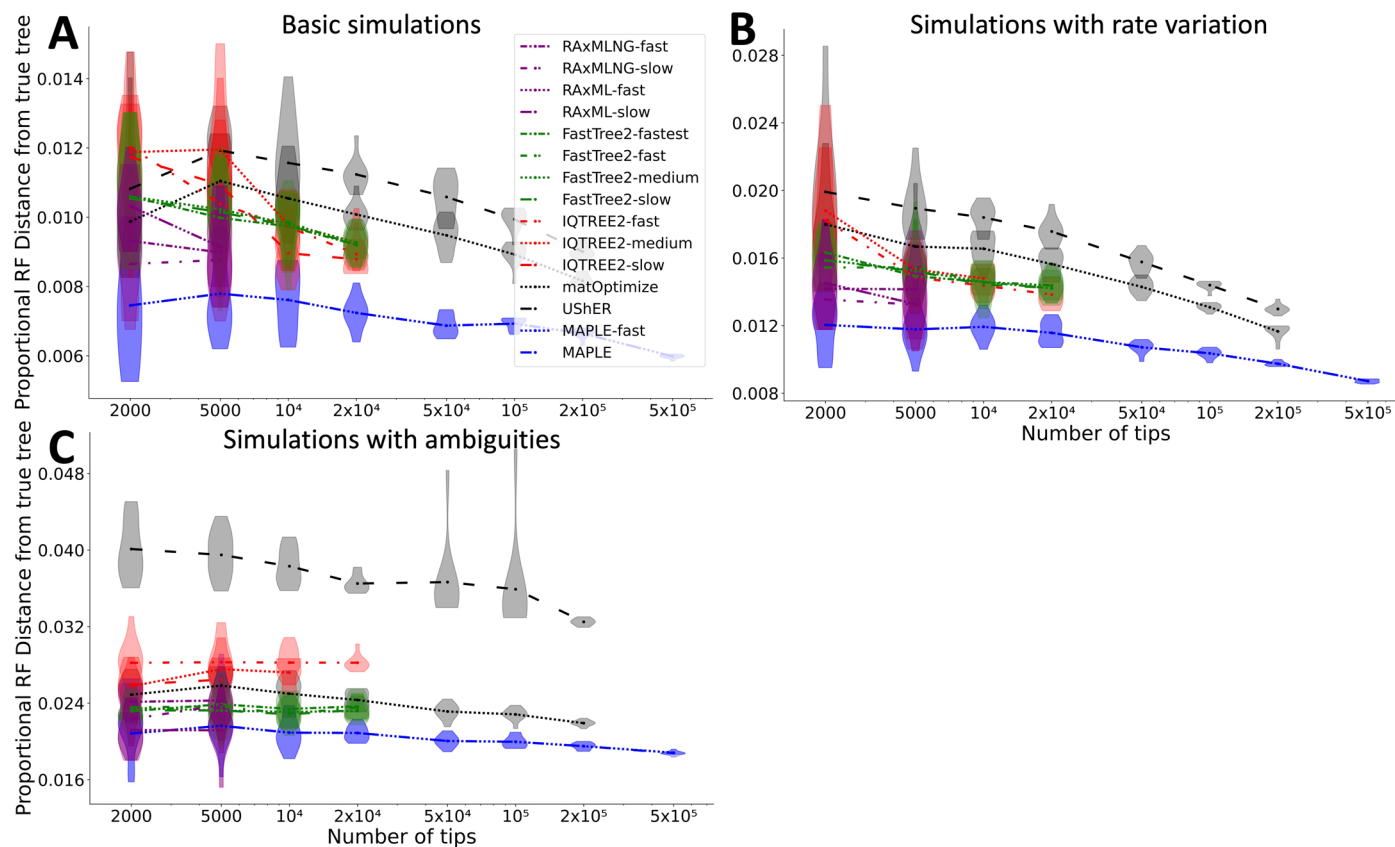 A
Basic simulations
Proportional RF Distance from true tree
0.014
0.012
0.010
0.008
0.006
2000
5000
10⁴
2x10⁴
5x10⁴
10⁵
2x10⁵
5x10⁵
RAxMLNG-fast
RAxMLNG-slow
RAxML-fast
RAxML-slow
FastTree2-fastest
FastTree2-fast
FastTree2-medium
FastTree2-slow
IQTREE2-fast
IQTREE2-medium
IQTREE2-slow
matOptimize
UShER
MAPLE-fast
MAPLE
B
Simulations with rate variation
0.028
0.024
0.020
0.016
0.012
0.008
2000
5000
10⁴
2x10⁴
5x10⁴
10⁵
2x10⁵
5x10⁵
Number of tips
C
Simulations with ambiguities
Proportional RF Distance from true tree
0.048
0.040
0.032
0.024
0.016
2000
5000
10⁴
2x10⁴
5x10⁴
10⁵
2x10⁵
5x10⁵
Number of tips